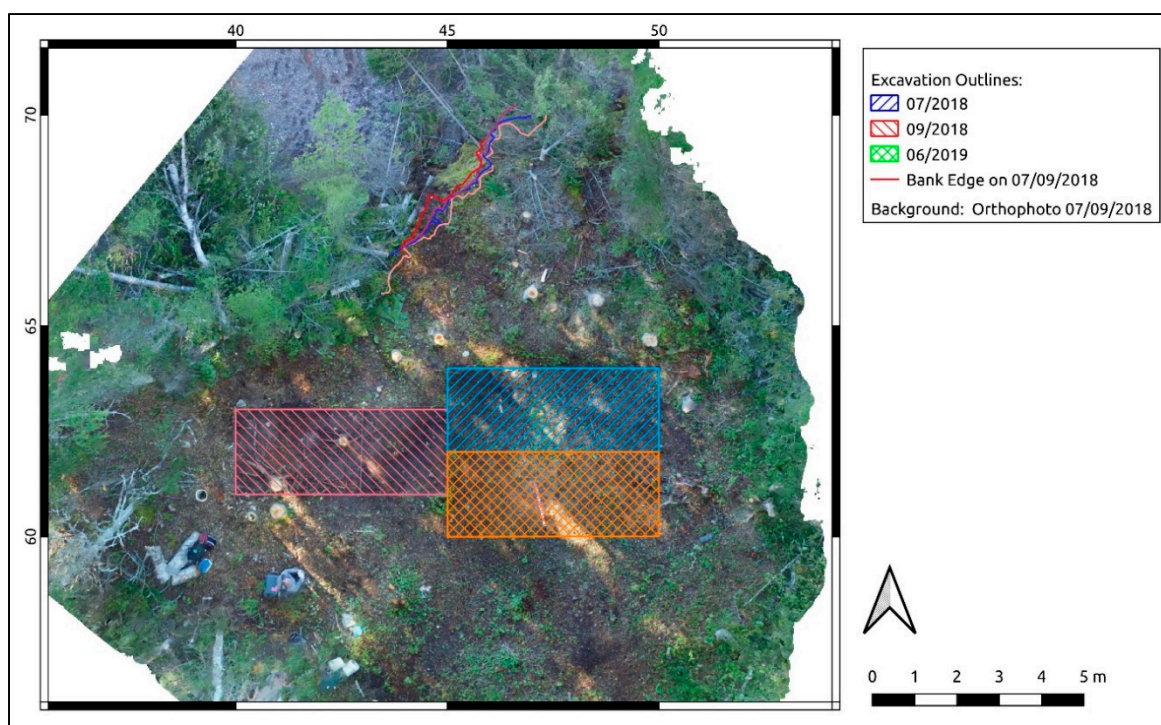 40 45 50
70
65
60
Excavation Outlines:
07/2018
09/2018
06/2019
Bank Edge on 07/09/2018
Background: Orthophoto 07/09/2018
0 1 2 3 4 5 m